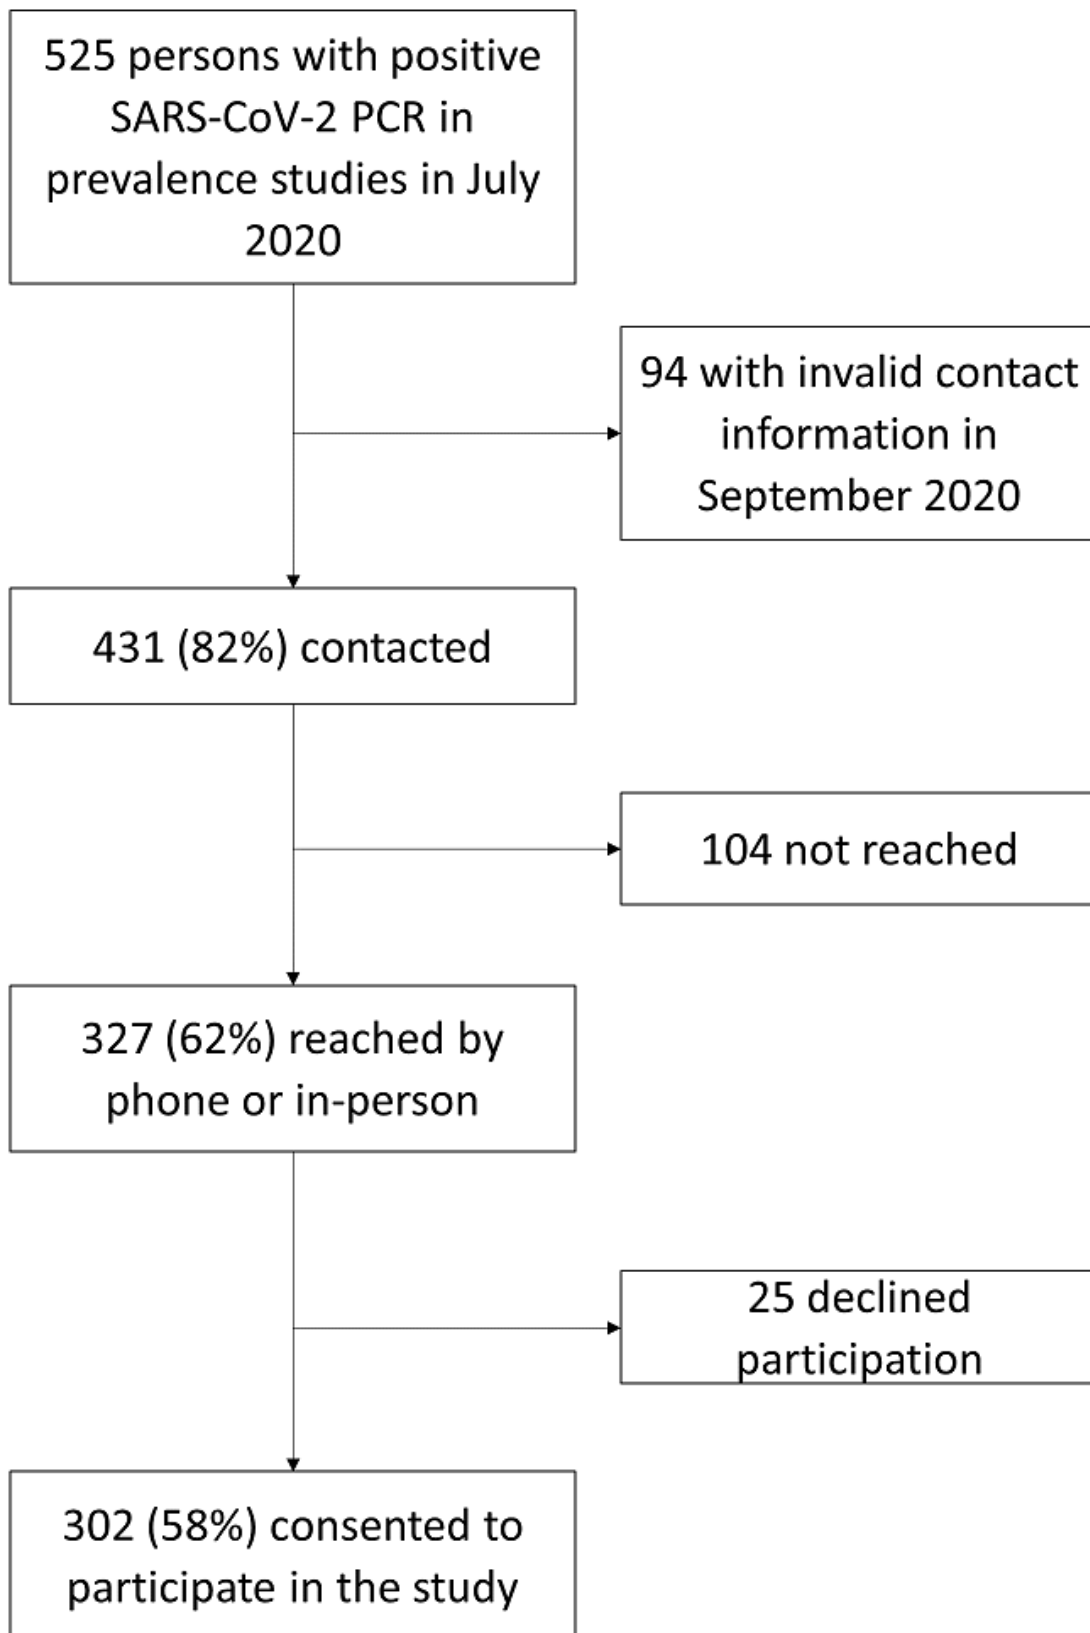 525 persons with positive
SARS-CoV-2 PCR in
prevalence studies in July
2020
94 with invalid contact
information in
September 2020
431 (82%) contacted
104 not reached
327 (62%) reached by
phone or in-person
25 declined
participation
302 (58%) consented to
participate in the study